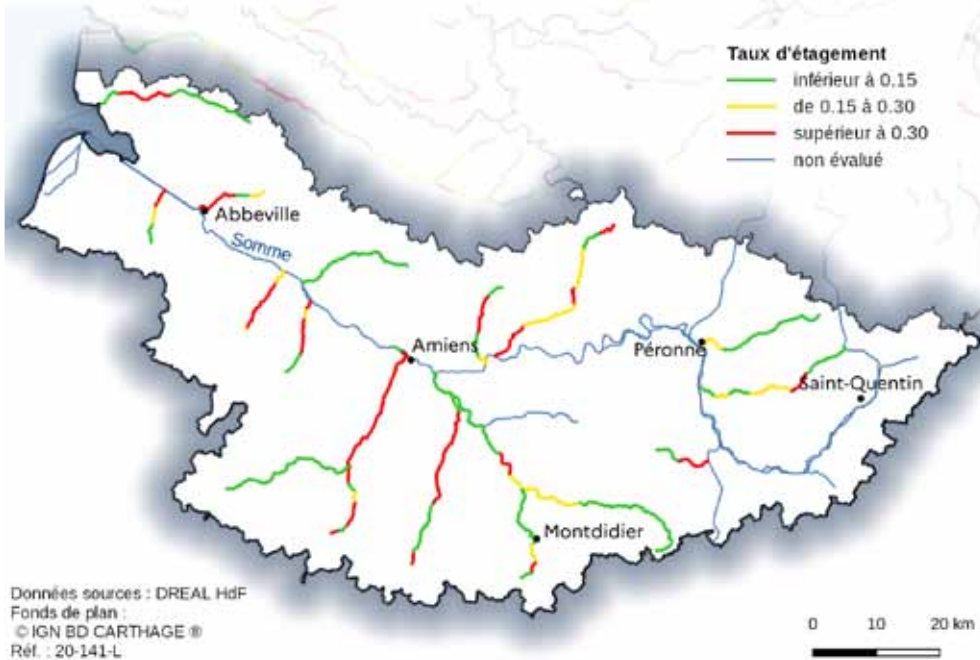 Taux d'étagement
inférieur à 0.15
de 0.15 à 0.30
supérieur à 0.30
non évalué
Abbeville
Somme
Amiens
Péronne
Saint-Quentin
Montdidier
Données sources : DREAL HdF
Fonds de plan :
© IGN BD CARTHAGE ®
Réf. : 20-141-L
0 10 20 km